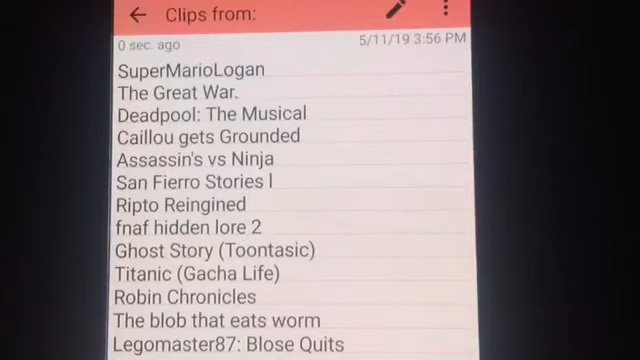 Clips from:
0 sec. ago
5/11/19 3:56 PM
SuperMarioLogan
The Great War.
Deadpool: The Musical
Caillou gets Grounded
Assassin's vs Ninja
San Fierro Stories l
Ripto Reingined
fnaf hidden lore 2
Ghost Story (Toontasic)
Titanic (Gacha Life)
Robin Chronicles
The blob that eats worm
Legomaster87: Blose Quits